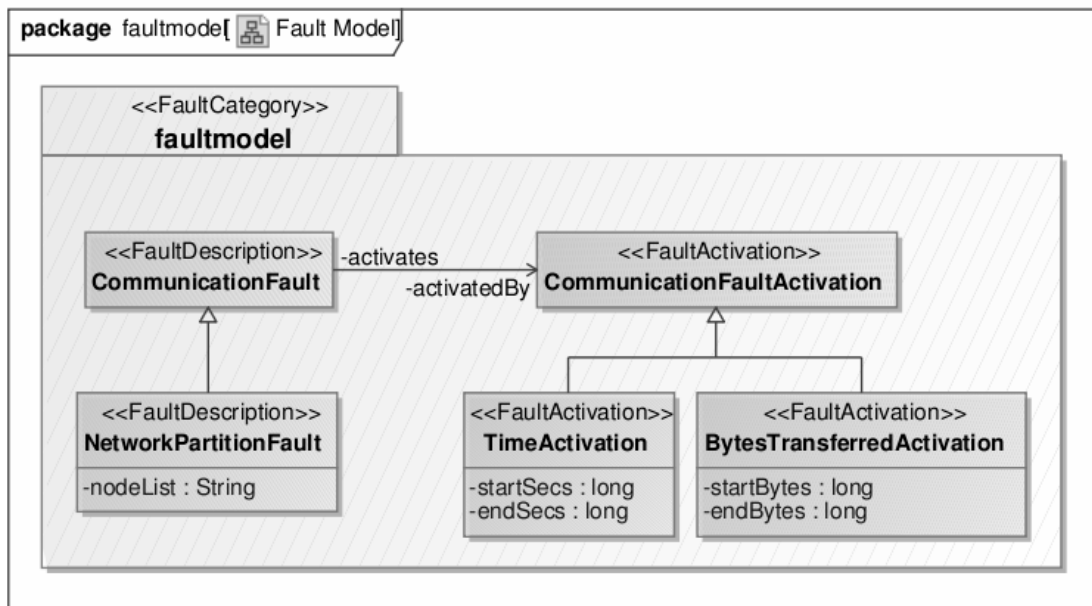 package faultmode[ Fault Model]
<<FaultCategory>>
faultmodel
<<FaultDescription>>
CommunicationFault
-activates
-activatedBy
<<FaultActivation>>
CommunicationFaultActivation
<<FaultDescription>>
NetworkPartitionFault
-nodeList : String
<<FaultActivation>>
TimeActivation
-startSecs : long
-endSecs : long
<<FaultActivation>>
BytesTransferredActivation
-startBytes : long
-endBytes : long